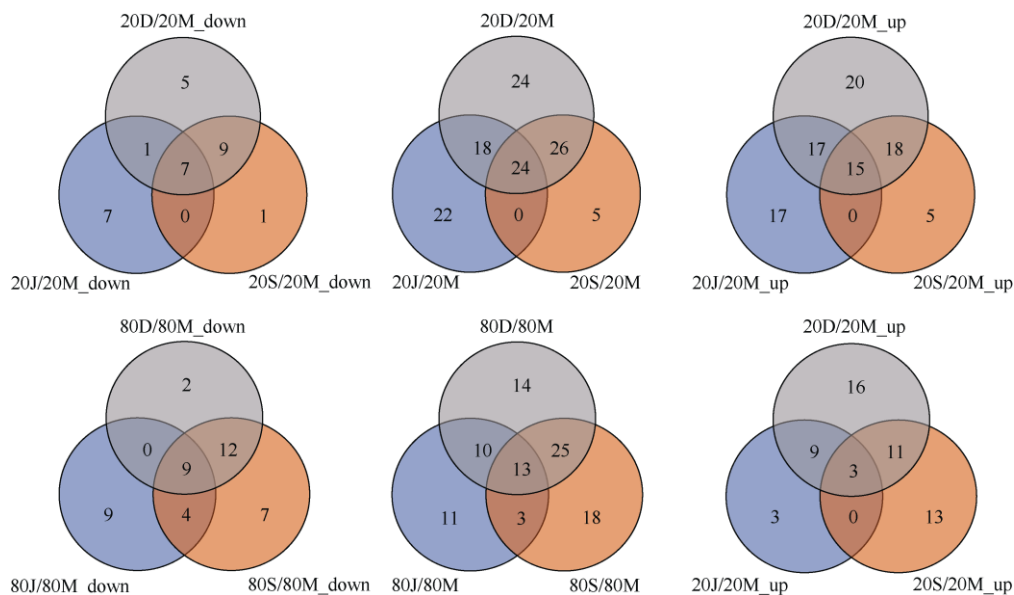 20D/20M_down
5
1
9
7
7
0
1
20J/20M_down
20S/20M_down
20D/20M
24
18
26
24
22
0
5
20J/20M
20S/20M
20D/20M_up
20
17
18
15
17
0
5
20J/20M_up
20S/20M_up
80D/80M_down
2
0
12
9
9
4
7
80J/80M_down
80S/80M_down
80D/80M
14
10
25
13
11
3
18
80J/80M
80S/80M
20D/20M_up
16
9
11
3
3
0
13
20J/20M_up
20S/20M_up